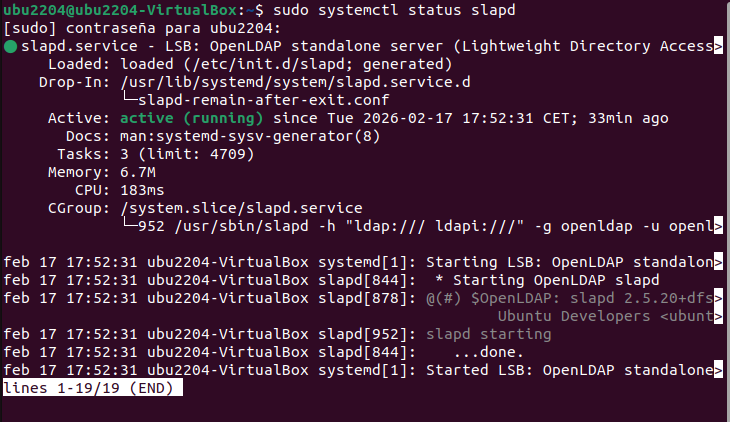 ubu2204@ubu2204-VirtualBox:~$ sudo systemctl status slapd
[sudo] contraseña para ubu2204:
● slapd.service - LSB: OpenLDAP standalone server (Lightweight Directory Access>
     Loaded: loaded (/etc/init.d/slapd; generated)
    Drop-In: /usr/lib/systemd/system/slapd.service.d
             └─slapd-remain-after-exit.conf
     Active: active (running) since Tue 2026-02-17 17:52:31 CET; 33min ago
       Docs: man:systemd-sysv-generator(8)
      Tasks: 3 (limit: 4709)
     Memory: 6.7M
        CPU: 183ms
     CGroup: /system.slice/slapd.service
             └─952 /usr/sbin/slapd -h "ldap:/// ldapi:///" -g openldap -u openl>

feb 17 17:52:31 ubu2204-VirtualBox systemd[1]: Starting LSB: OpenLDAP standalon>
feb 17 17:52:31 ubu2204-VirtualBox slapd[844]:  * Starting OpenLDAP slapd
feb 17 17:52:31 ubu2204-VirtualBox slapd[878]: @(#) $OpenLDAP: slapd 2.5.20+dfs>
                                                       Ubuntu Developers <ubunt>
feb 17 17:52:31 ubu2204-VirtualBox slapd[952]: slapd starting
feb 17 17:52:31 ubu2204-VirtualBox slapd[844]:    ...done.
feb 17 17:52:31 ubu2204-VirtualBox systemd[1]: Started LSB: OpenLDAP standalone>
lines 1-19/19 (END)